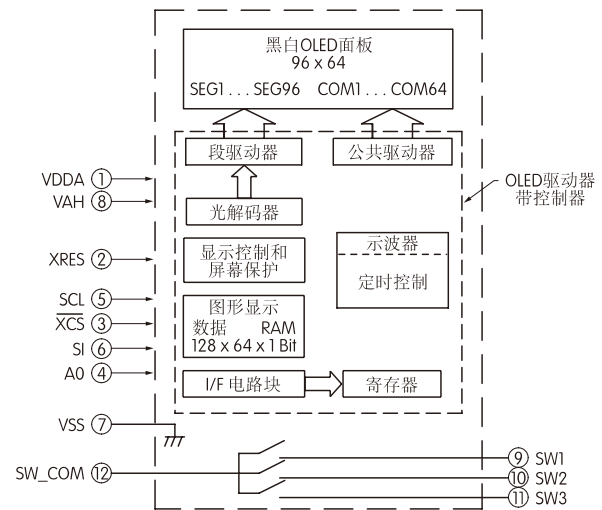 黑白OLED面板
96 x 64
SEG1 . . . SEG96 COM1 . . . COM64
段驱动器
公共驱动器
VDDA 1
VAH 8
OLED驱动器
带控制器
光解码器
XRES 2
显示控制和
屏幕保护
示波器
定时控制
SCL 5
XCS 3
SI 6
A0 4
图形显示
数据 RAM
128 x 64 x 1 Bit
I/F 电路块
寄存器
VSS 7
SW_COM 12
9 SW1
10 SW2
11 SW3